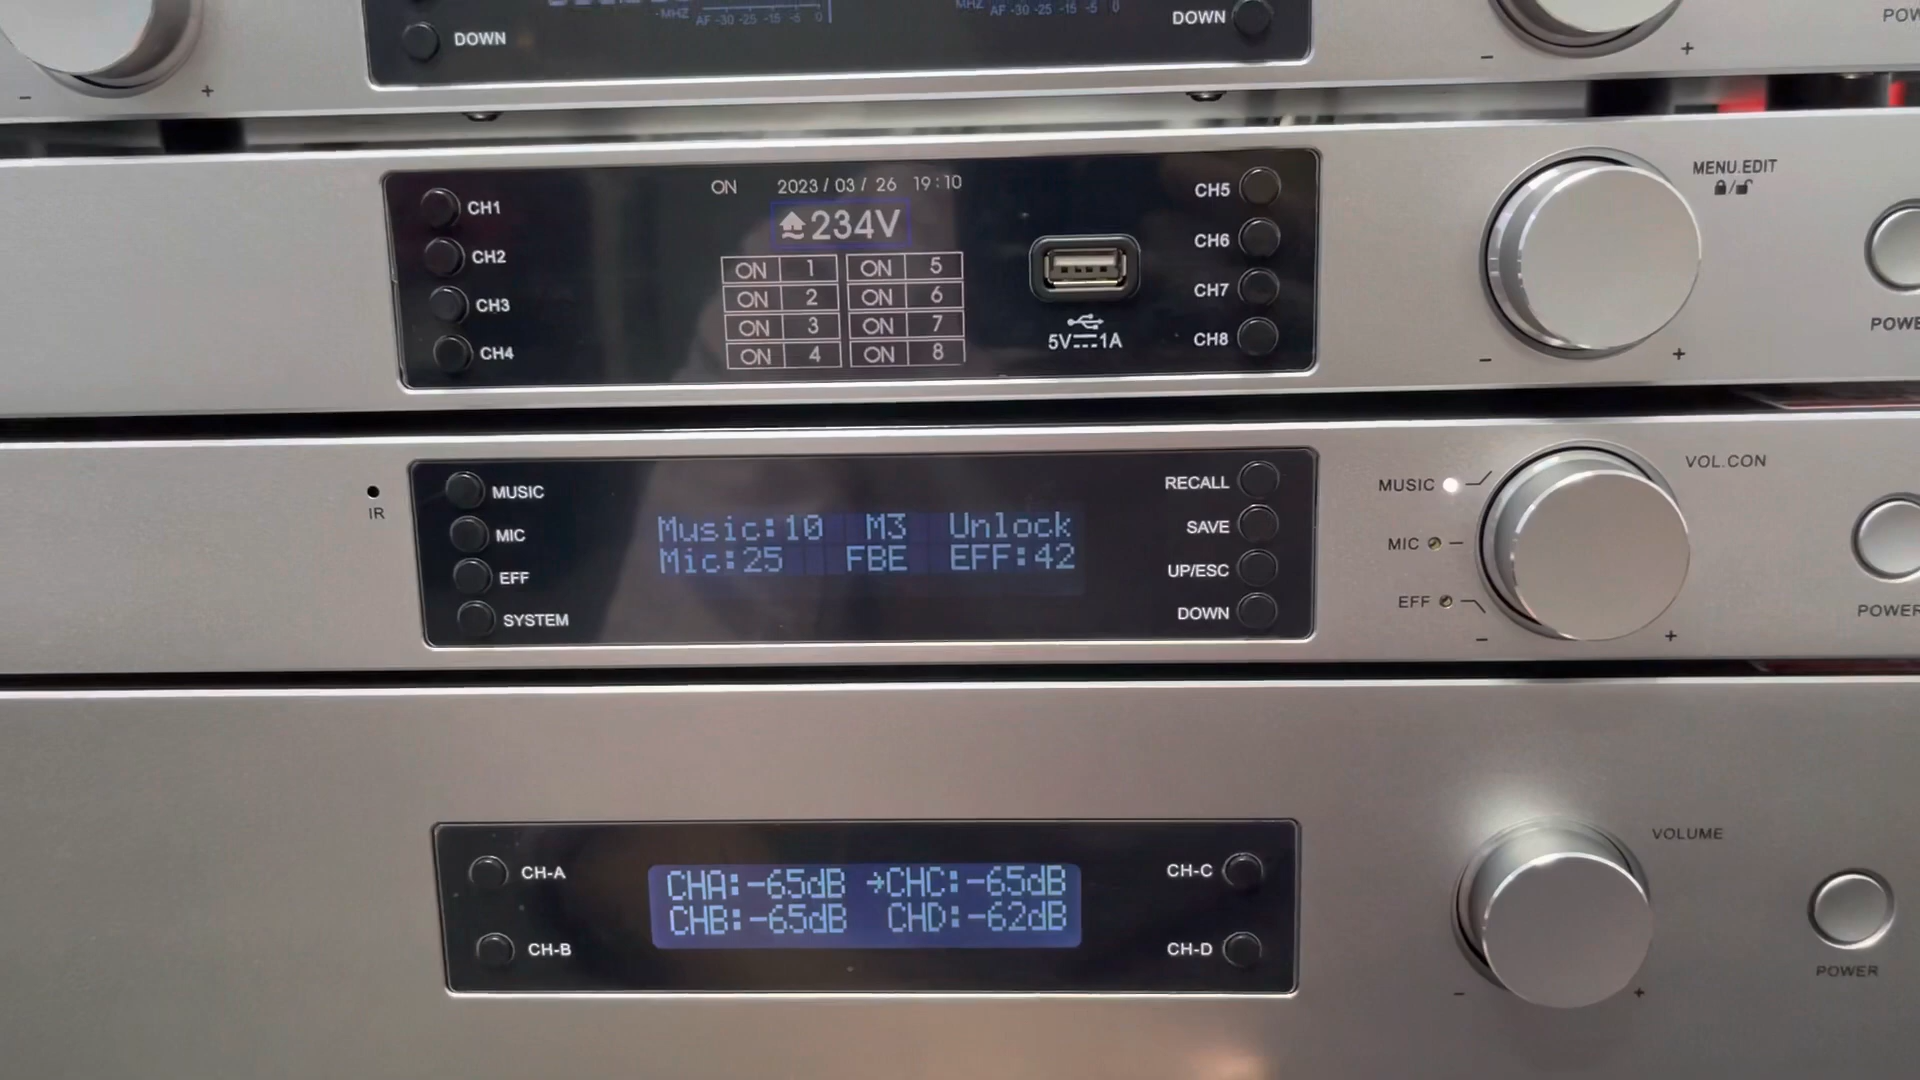 -MHZ AF -30 -25 -15 -5 0
MHZ AF -30 -25 -15 -5 0
DOWN
DOWN
- +
- +
CH1
CH2
CH3
CH4
ON 2023 / 03 / 26 19:10
234V
ON 1 ON 5
ON 2 ON 6
ON 3 ON 7
ON 4 ON 8
5V 1A
CH5
CH6
CH7
CH8
MENU.EDIT
/
- +
IR
MUSIC
MIC
EFF
SYSTEM
Music:10 M3 Unlock
Mic:25 FBE EFF:42
RECALL
SAVE
UP/ESC
DOWN
MUSIC
MIC
EFF
VOL.CON
- +
POWER
CH-A
CH-B
CHA:-65dB →CHC:-65dB
CHB:-65dB CHD:-62dB
CH-C
CH-D
VOLUME
- +
POWER